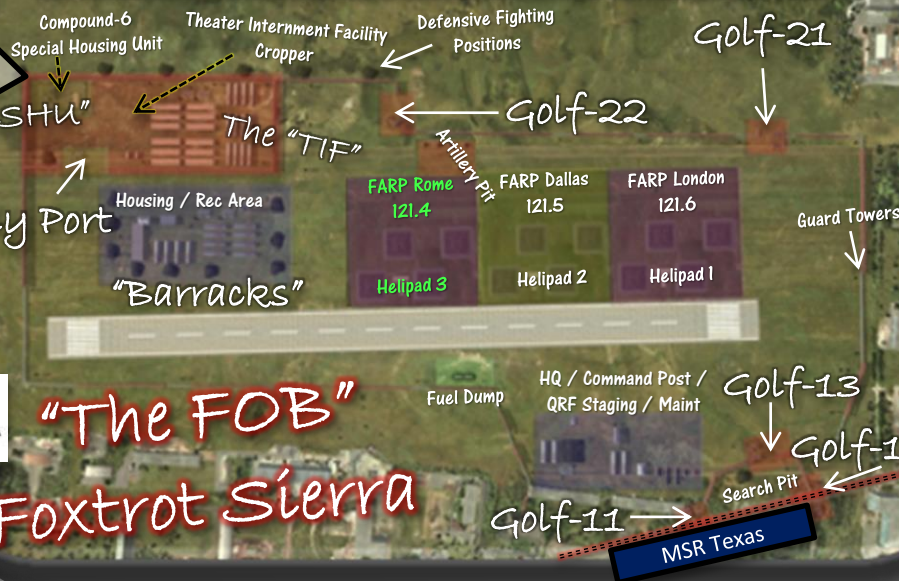 Compound-6
Special Housing Unit
Theater Internment Facility
Cropper
Defensive Fighting
Positions
Golf-21
SHU"
The "TIF"
Golf-22
Artillery Pit
y Port
Housing / Rec Area
"Barracks"
FARP Rome
121.4
Helipad 3
FARP Dallas
121.5
Helipad 2
FARP London
121.6
Helipad 1
Guard Towers
Fuel Dump
HQ / Command Post /
QRF Staging / Maint
Golf-13
Golf-1
Search Pit
Golf-11
MSR Texas
"The FOB"
Foxtrot Sierra